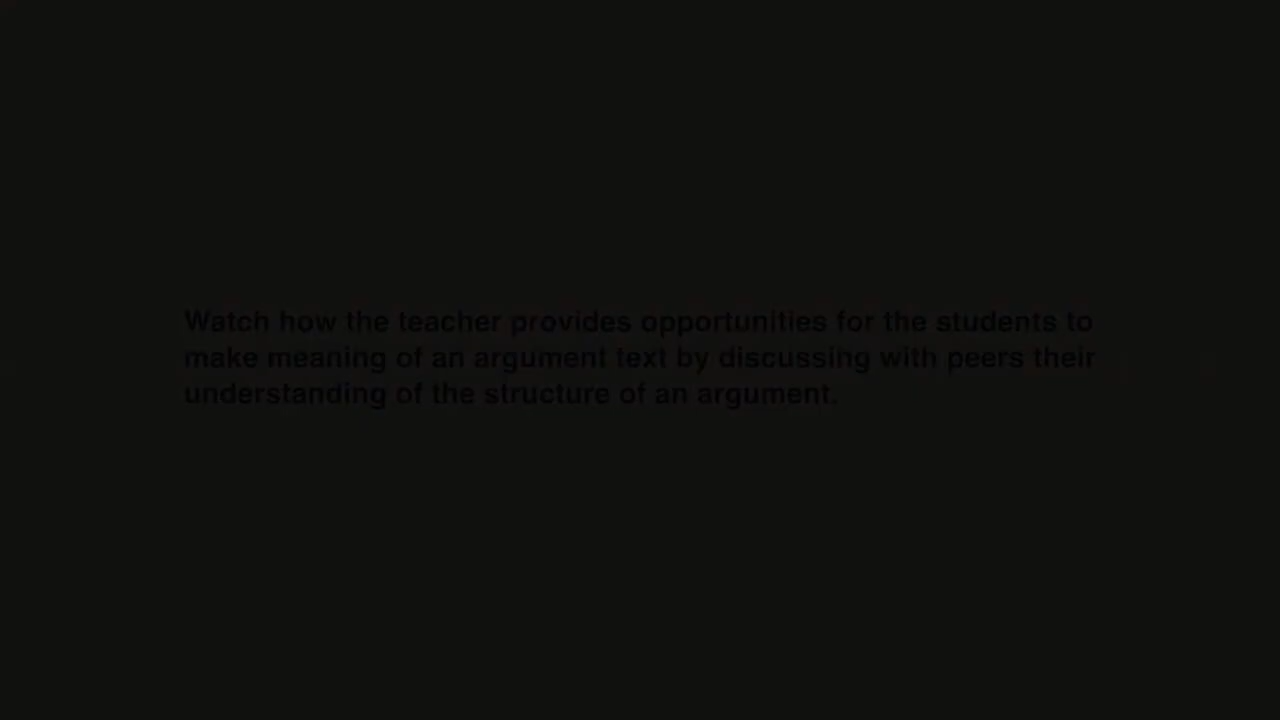 Watch how the teacher provides opportunities for the students to
make meaning of an argument text by discussing with peers their
understanding of the structure of an argument.